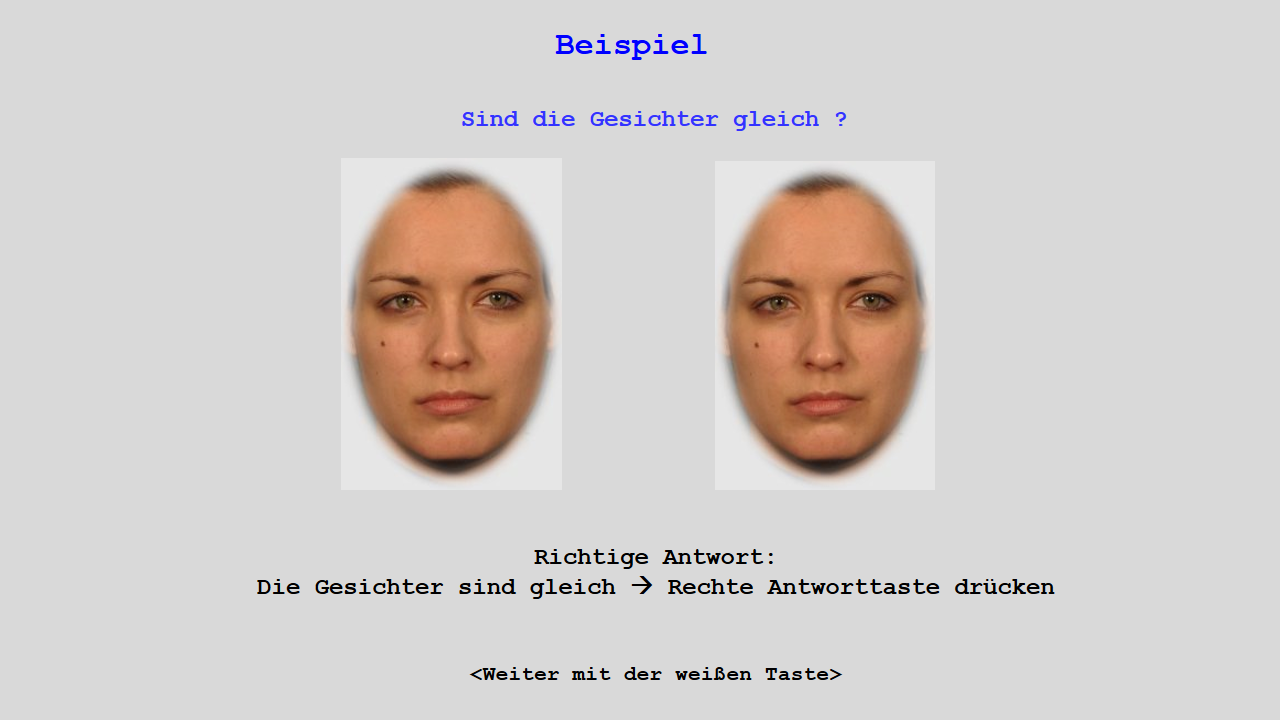 Beispiel
Sind die Gesichter gleich ?
Richtige Antwort:
Die Gesichter sind gleich → Rechte Antworttaste drücken
<Weiter mit der weißen Taste>